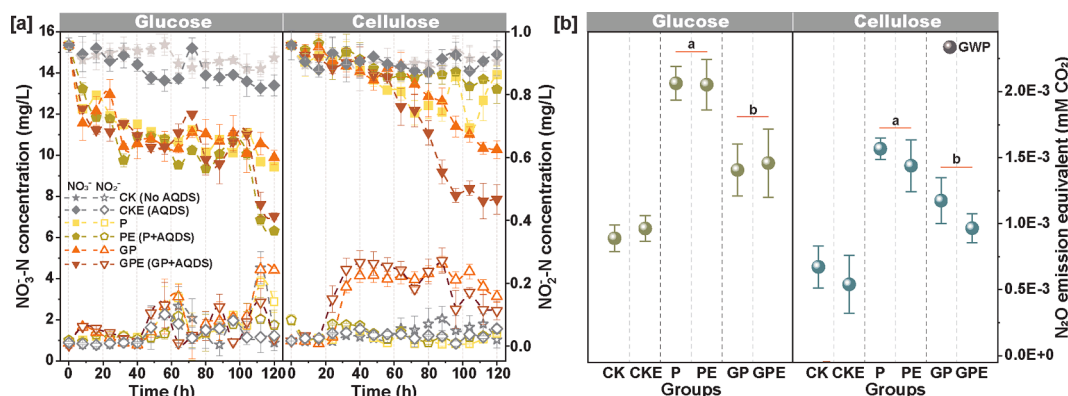 [a]
Glucose
Cellulose
NO₃⁻-N concentration (mg/L)
16
14
12
10
8
6
4
2
0
NO₃⁻ NO₂⁻
CK (No AQDS)
CKE (AQDS)
P
PE (P+AQDS)
GP
GPE (GP+AQDS)
0 20 40 60 80 100 120
0 20 40 60 80 100 120
Time (h)
Time (h)
1.0
0.8
0.6
0.4
0.2
0.0
NO₂⁻-N concentration (mg/L)
[b]
Glucose
Cellulose
GWP
a
b
a
b
CK CKE P PE GP GPE
CK CKE P PE GP GPE
Groups
Groups
2.0E-3
1.5E-3
1.0E-3
0.5E-3
0.0E+0
N₂O emission equivalent (mM CO₂)